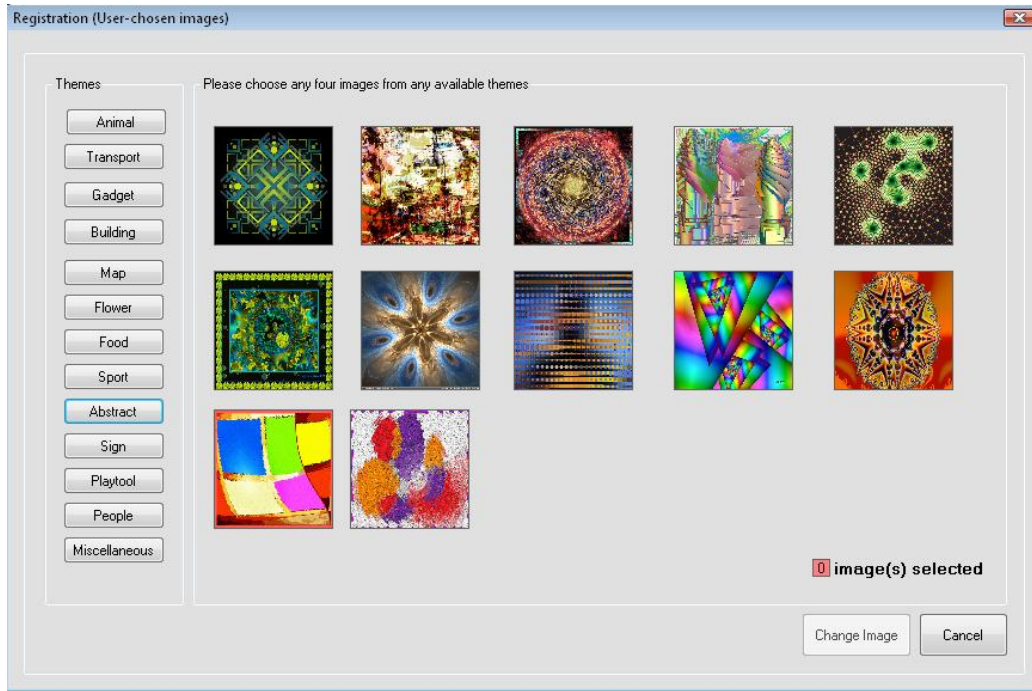 Registration (User-chosen images)
Themes
Please choose any four images from any available themes
Animal
Transport
Gadget
Building
Map
Flower
Food
Sport
Abstract
Sign
Playtool
People
Miscellaneous
0 image(s) selected
Change Image
Cancel